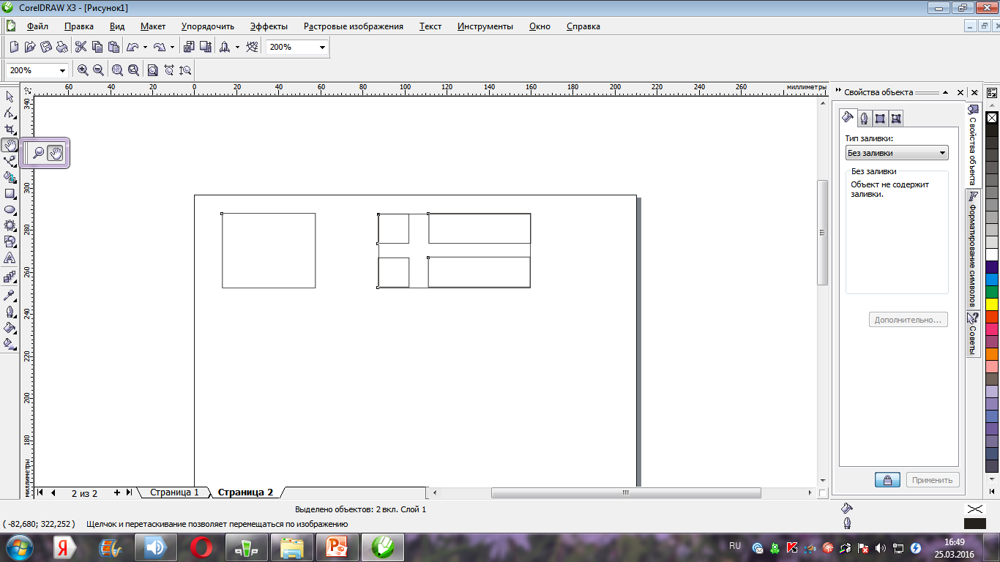 CorelDRAW X3 - [Рисунок1]
Файл Правка Вид Макет Упорядочить Эффекты Растровые изображения Текст Инструменты Окно Справка
200%
200%
60 40 20 0 20 40 60 80 100 120 140 160 180 200 220 240 260 миллиметры
340
300
280
260
240
220
200
180
миллиметры
Свойства объекта
Тип заливки:
Без заливки
Без заливки
Объект не содержит
заливки.
Дополнительно...
Применить
Свойства объекта
Форматирование символов
Советы
2 из 2
Страница 1
Страница 2
Выделено объектов: 2 вкл. Слой 1
( -82,680; 322,252 ) Щелчок и перетаскивание позволяет перемещаться по изображению
RU
16:49
25.03.2016